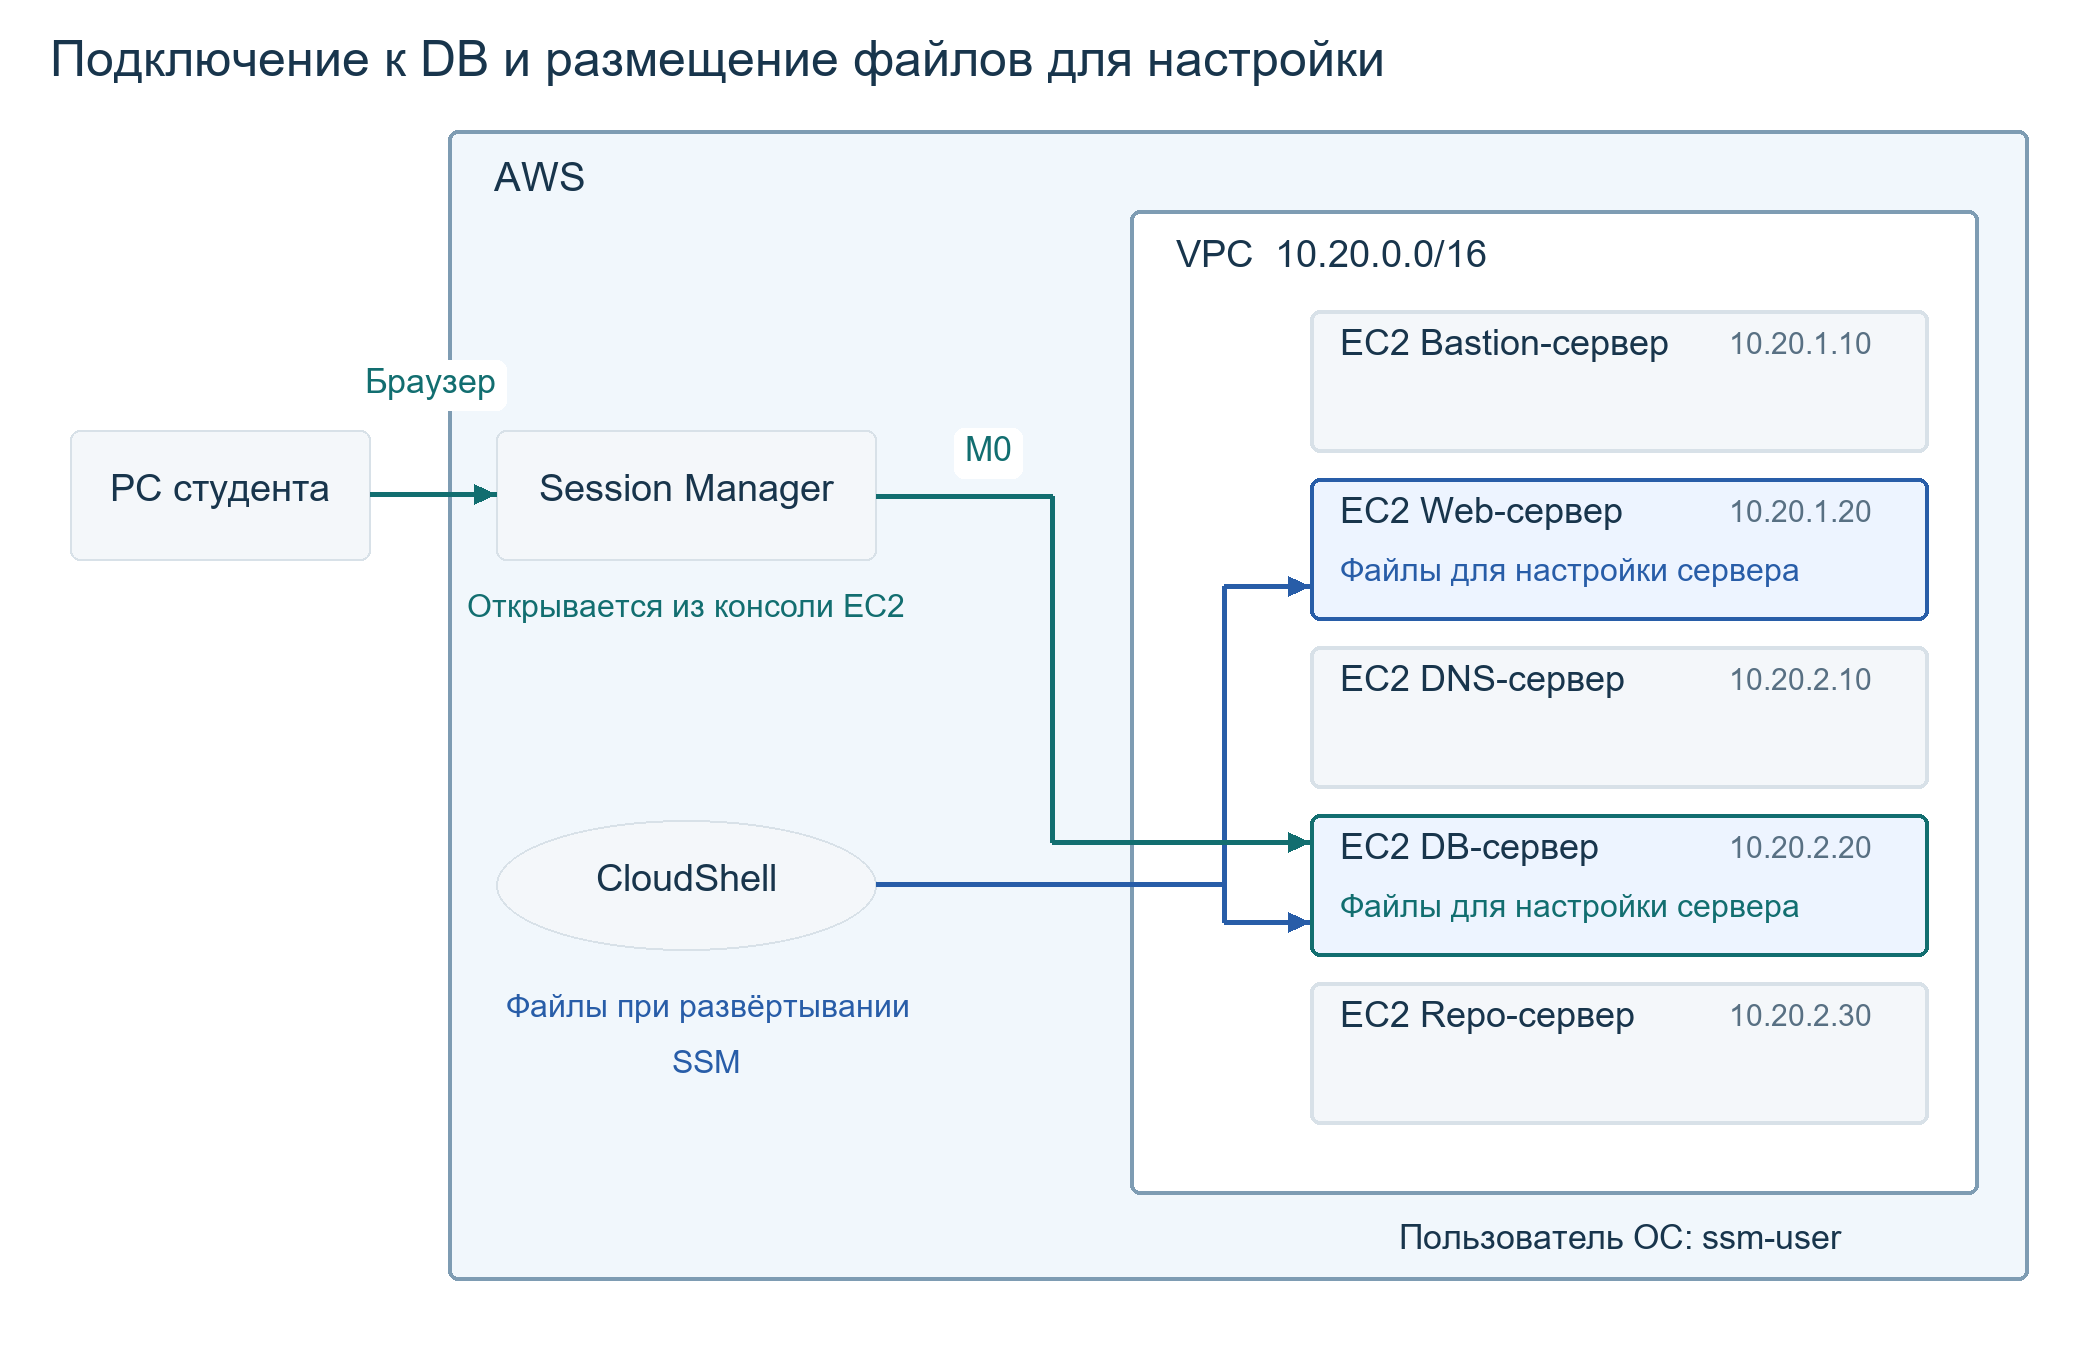 Подключение к DB и размещение файлов для настройки
AWS
VPC 10.20.0.0/16
EC2 Bastion-сервер 10.20.1.10
Браузер
PC студента
Session Manager
M0
Открывается из консоли EC2
EC2 Web-сервер 10.20.1.20
Файлы для настройки сервера
EC2 DNS-сервер 10.20.2.10
CloudShell
EC2 DB-сервер 10.20.2.20
Файлы для настройки сервера
Файлы при развёртывании
SSM
EC2 Repo-сервер 10.20.2.30
Пользователь ОС: ssm-user